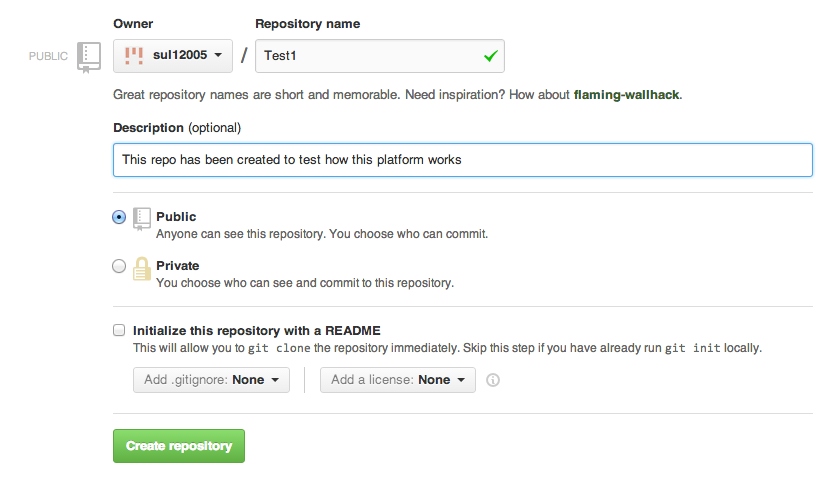 Owner Repository name
PUBLIC sul12005 / Test1
Great repository names are short and memorable. Need inspiration? How about flaming-wallhack.
Description (optional)
This repo has been created to test how this platform works
Public
Anyone can see this repository. You choose who can commit.
Private
You choose who can see and commit to this repository.
Initialize this repository with a README
This will allow you to git clone the repository immediately. Skip this step if you have already run git init locally.
Add .gitignore: None Add a license: None
Create repository